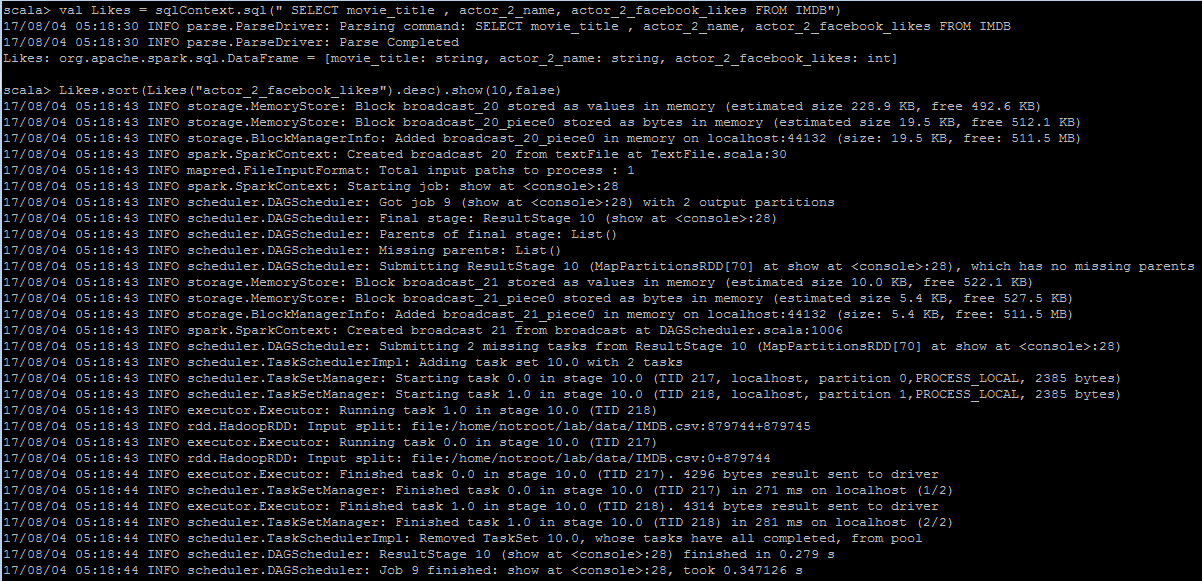 scala> val Likes = sqlContext.sql(" SELECT movie_title , actor_2_name, actor_2_facebook_likes FROM IMDB")
17/08/04 05:18:30 INFO parse.ParseDriver: Parsing command: SELECT movie_title , actor_2_name, actor_2_facebook_likes FROM IMDB
17/08/04 05:18:30 INFO parse.ParseDriver: Parse Completed
Likes: org.apache.spark.sql.DataFrame = [movie_title: string, actor_2_name: string, actor_2_facebook_likes: int]
scala> Likes.sort(Likes("actor_2_facebook_likes").desc).show(10,false)
17/08/04 05:18:43 INFO storage.MemoryStore: Block broadcast_20 stored as values in memory (estimated size 228.9 KB, free 492.6 KB)
17/08/04 05:18:43 INFO storage.MemoryStore: Block broadcast_20_piece0 stored as bytes in memory (estimated size 19.5 KB, free 512.1 KB)
17/08/04 05:18:43 INFO storage.BlockManagerInfo: Added broadcast_20_piece0 in memory on localhost:44132 (size: 19.5 KB, free: 511.5 MB)
17/08/04 05:18:43 INFO spark.SparkContext: Created broadcast 20 from textFile at TextFile.scala:30
17/08/04 05:18:43 INFO mapred.FileInputFormat: Total input paths to process : 1
17/08/04 05:18:43 INFO spark.SparkContext: Starting job: show at <console>:28
17/08/04 05:18:43 INFO scheduler.DAGScheduler: Got job 9 (show at <console>:28) with 2 output partitions
17/08/04 05:18:43 INFO scheduler.DAGScheduler: Final stage: ResultStage 10 (show at <console>:28)
17/08/04 05:18:43 INFO scheduler.DAGScheduler: Parents of final stage: List()
17/08/04 05:18:43 INFO scheduler.DAGScheduler: Missing parents: List()
17/08/04 05:18:43 INFO scheduler.DAGScheduler: Submitting ResultStage 10 (MapPartitionsRDD[70] at show at <console>:28), which has no missing parents
17/08/04 05:18:43 INFO storage.MemoryStore: Block broadcast_21 stored as values in memory (estimated size 10.0 KB, free 522.1 KB)
17/08/04 05:18:43 INFO storage.MemoryStore: Block broadcast_21_piece0 stored as bytes in memory (estimated size 5.4 KB, free 527.5 KB)
17/08/04 05:18:43 INFO storage.BlockManagerInfo: Added broadcast_21_piece0 in memory on localhost:44132 (size: 5.4 KB, free: 511.5 MB)
17/08/04 05:18:43 INFO spark.SparkContext: Created broadcast 21 from broadcast at DAGScheduler.scala:1006
17/08/04 05:18:43 INFO scheduler.DAGScheduler: Submitting 2 missing tasks from ResultStage 10 (MapPartitionsRDD[70] at show at <console>:28)
17/08/04 05:18:43 INFO scheduler.TaskSchedulerImpl: Adding task set 10.0 with 2 tasks
17/08/04 05:18:43 INFO scheduler.TaskSetManager: Starting task 0.0 in stage 10.0 (TID 217, localhost, partition 0,PROCESS_LOCAL, 2385 bytes)
17/08/04 05:18:43 INFO scheduler.TaskSetManager: Starting task 1.0 in stage 10.0 (TID 218, localhost, partition 1,PROCESS_LOCAL, 2385 bytes)
17/08/04 05:18:43 INFO executor.Executor: Running task 1.0 in stage 10.0 (TID 218)
17/08/04 05:18:43 INFO rdd.HadoopRDD: Input split: file:/home/notroot/lab/data/IMDB.csv:879744+879745
17/08/04 05:18:43 INFO executor.Executor: Running task 0.0 in stage 10.0 (TID 217)
17/08/04 05:18:43 INFO rdd.HadoopRDD: Input split: file:/home/notroot/lab/data/IMDB.csv:0+879744
17/08/04 05:18:44 INFO executor.Executor: Finished task 0.0 in stage 10.0 (TID 217). 4296 bytes result sent to driver
17/08/04 05:18:44 INFO scheduler.TaskSetManager: Finished task 0.0 in stage 10.0 (TID 217) in 271 ms on localhost (1/2)
17/08/04 05:18:44 INFO executor.Executor: Finished task 1.0 in stage 10.0 (TID 218). 4314 bytes result sent to driver
17/08/04 05:18:44 INFO scheduler.TaskSetManager: Finished task 1.0 in stage 10.0 (TID 218) in 281 ms on localhost (2/2)
17/08/04 05:18:44 INFO scheduler.TaskSchedulerImpl: Removed TaskSet 10.0, whose tasks have all completed, from pool
17/08/04 05:18:44 INFO scheduler.DAGScheduler: ResultStage 10 (show at <console>:28) finished in 0.279 s
17/08/04 05:18:44 INFO scheduler.DAGScheduler: Job 9 finished: show at <console>:28, took 0.347126 s